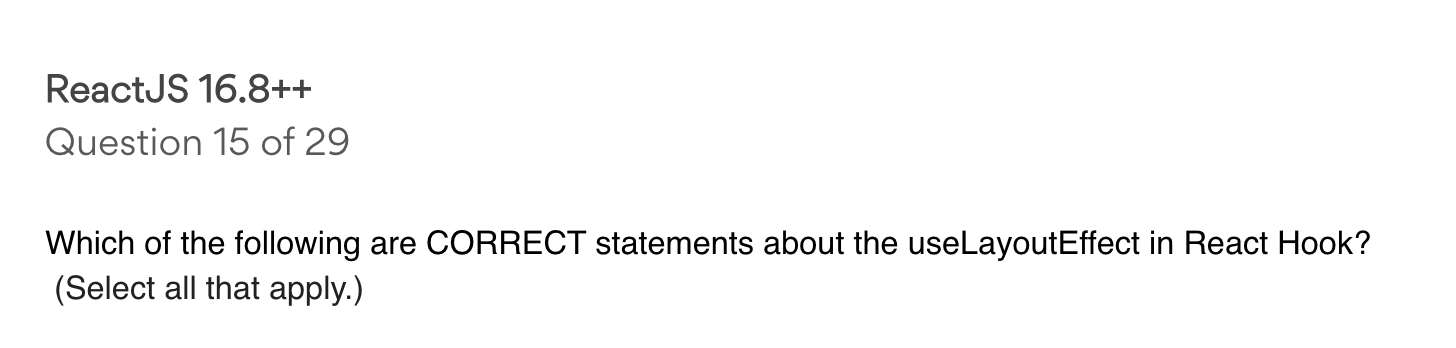 ReactJS 16.8++
Question 15 of 29
Which of the following are CORRECT statements about the useLayoutEffect in React Hook?
(Select all that apply.)